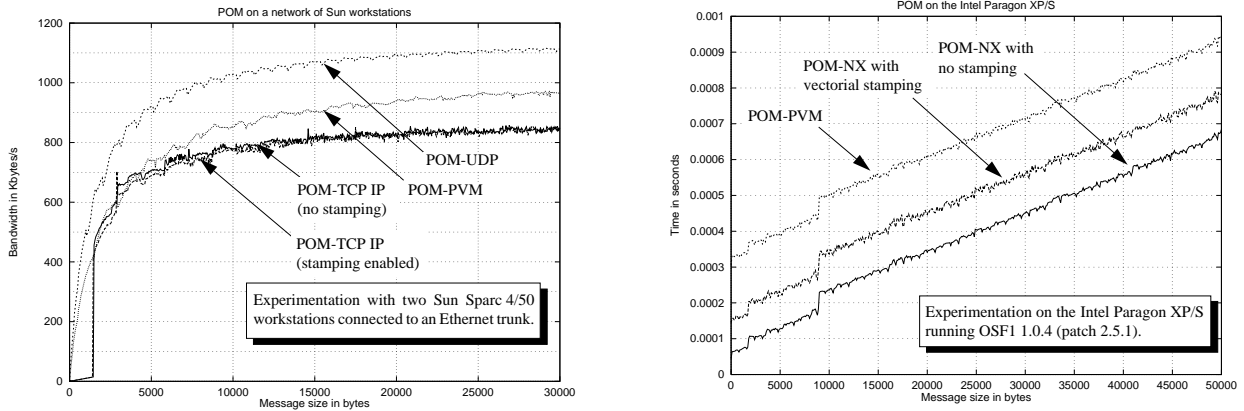 POM on a network of Sun workstations
1200
1000
800
600
400
200
0
0
5000
10000
15000
20000
25000
30000
Bandwidth in Kbytes/s
Message size in bytes
POM-UDP
POM-TCP IP
(no stamping)
POM-PVM
POM-TCP IP
(stamping enabled)
Experimentation with two Sun Sparc 4/50
workstations connected to an Ethernet trunk.
POM on the Intel Paragon XP/S
0.001
0.0009
0.0008
0.0007
0.0006
0.0005
0.0004
0.0003
0.0002
0.0001
0
0
5000
10000
15000
20000
25000
30000
35000
40000
45000
50000
Time in seconds
Message size in bytes
POM-NX with
no stamping
POM-NX with
vectorial stamping
POM-PVM
Experimentation on the Intel Paragon XP/S
running OSF1 1.0.4 (patch 2.5.1).